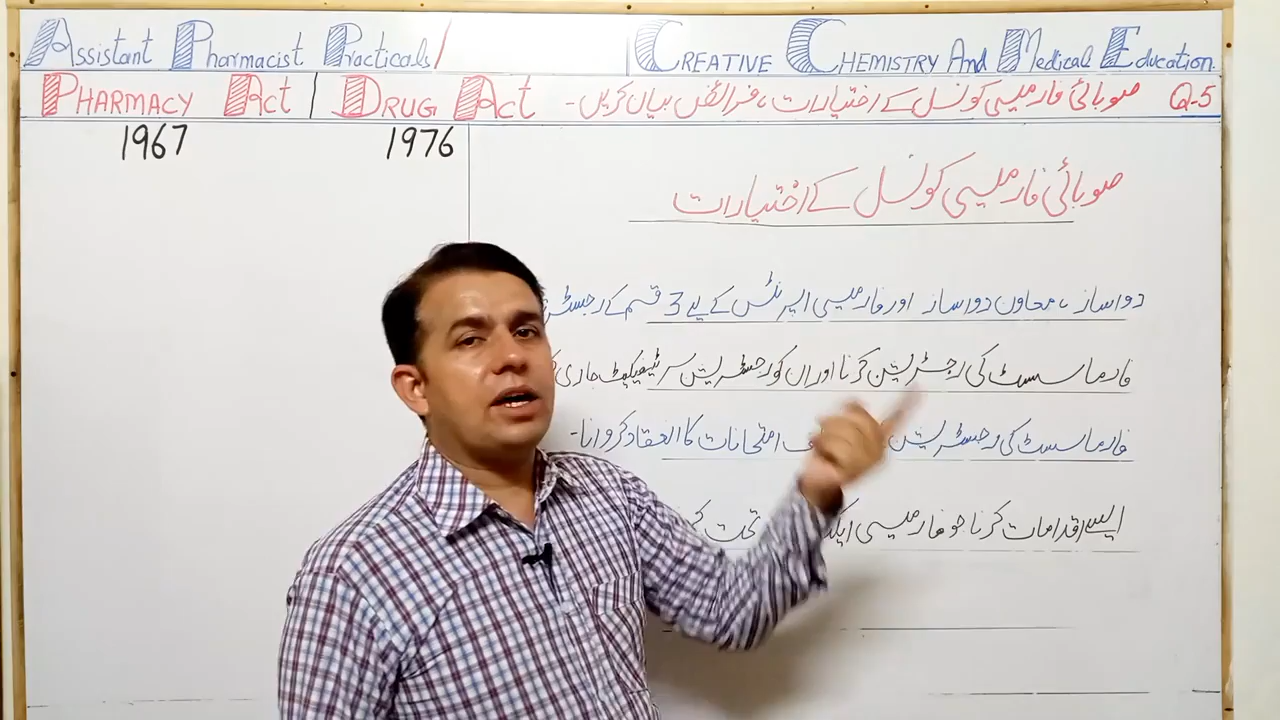 Assistant Pharmacist Practicals / Creative Chemistry And Medical Education
Pharmacy Act | Drug Act صوبائی فارمیسی کونسل کے اختیارات، فرائض بیاں کریں۔ Q-5
1967 1976
صوبائی فارمیسی کونسل کے اختیارات
دواساز، معاون دواساز اور فارمیسی اپرنٹس کے لیے 3 قسم کے رجسٹر
فارماسسٹ کی رجسٹریشن کرنا اور ان کو رجسٹریشن سرٹیفیکیٹ جاری
فارماسسٹ کی رجسٹریشن امتحانات کا انعقاد کروانا۔
ایسے اقدامات کرنا جو فارمیسی ایکٹ تحت